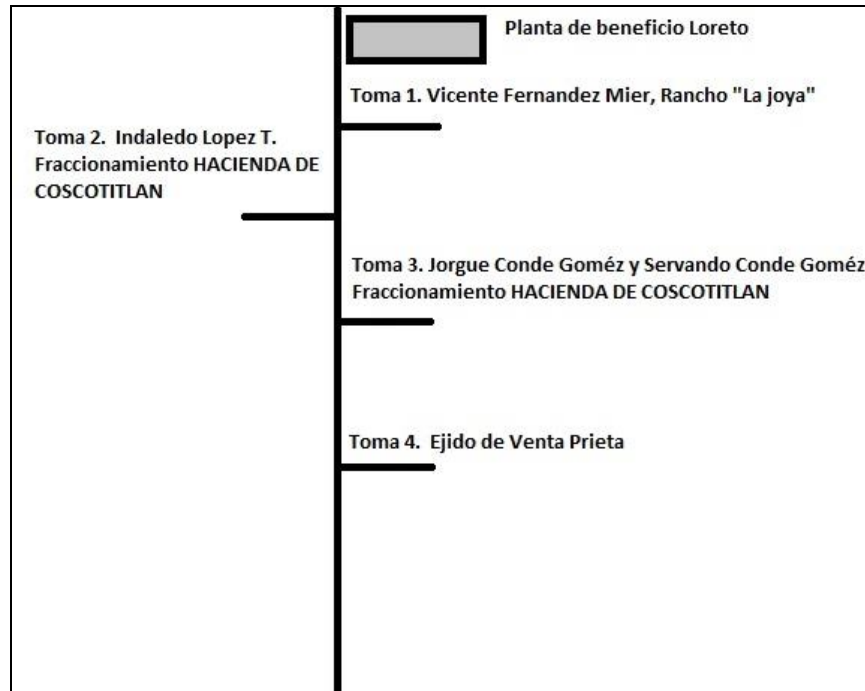 Planta de beneficio Loreto
Toma 1. Vicente Fernandez Mier, Rancho "La joya"
Toma 2. Indaledo Lopez T.
Fraccionamiento HACIENDA DE
COSCOTITLAN
Toma 3. Jorgue Conde Goméz y Servando Conde Goméz
Fraccionamiento HACIENDA DE COSCOTITLAN
Toma 4. Ejido de Venta Prieta